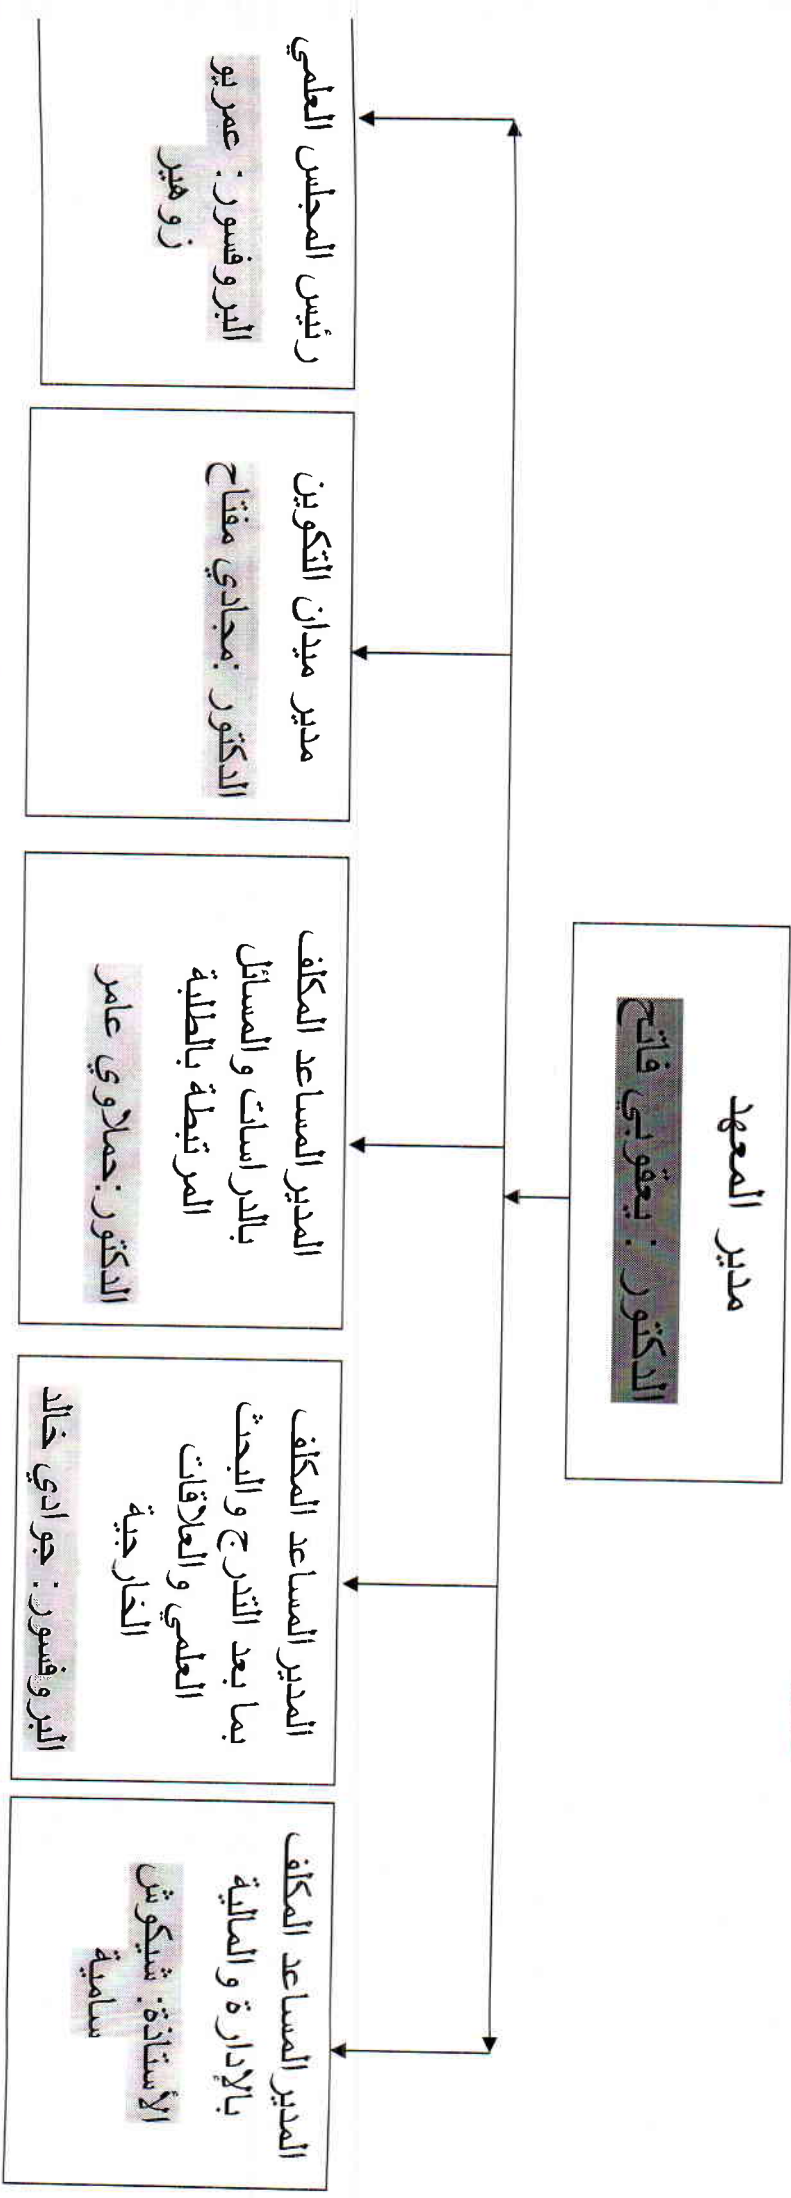 مدير المعهد
الدكتور : يعقوبي فاتح
رئيس المجلس العلمي
البروفسور: عمريو
زوهير
مدير ميدان التكوين
الدكتور :مجادي مفتاح
المدير المساعد المكلف
بالدراسات والمسائل
المرتبطة بالطلبة
الدكتور:حملاوي عامر
المدير المساعد المكلف
بما بعد التدرج والبحث
العلمي والعلاقات
الخارجية
البروفسور: جوادي خالد
المدير المساعد المكلف
بالإدارة والمالية
الأستاذة: شيكوش
سامية